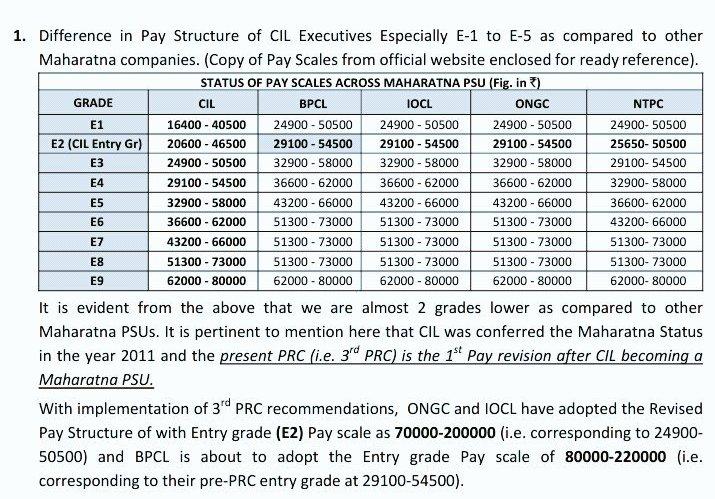 1. Difference in Pay Structure of CIL Executives Especially E-1 to E-5 as compared to other
Maharatna companies. (Copy of Pay Scales from official website enclosed for ready reference).
STATUS OF PAY SCALES ACROSS MAHARATNA PSU (Fig. in ₹)
GRADE CIL BPCL IOCL ONGC NTPC
E1 16400 - 40500 24900 - 50500 24900 - 50500 24900 - 50500 24900- 50500
E2 (CIL Entry Gr) 20600 - 46500 29100 - 54500 29100 - 54500 29100 - 54500 25650- 50500
E3 24900 - 50500 32900 - 58000 32900 - 58000 32900 - 58000 29100- 54500
E4 29100 - 54500 36600 - 62000 36600 - 62000 36600 - 62000 32900- 58000
E5 32900 - 58000 43200 - 66000 43200 - 66000 43200 - 66000 36600- 62000
E6 36600 - 62000 51300 - 73000 51300 - 73000 51300 - 73000 43200- 66000
E7 43200 - 66000 51300 - 73000 51300 - 73000 51300 - 73000 51300- 73000
E8 51300 - 73000 51300 - 73000 51300 - 73000 51300 - 73000 51300- 73000
E9 62000 - 80000 62000 - 80000 62000 - 80000 62000 - 80000 62000- 80000
It is evident from the above that we are almost 2 grades lower as compared to other
Maharatna PSUs. It is pertinent to mention here that CIL was conferred the Maharatna Status
in the year 2011 and the present PRC (i.e. 3rd PRC) is the 1st Pay revision after CIL becoming a
Maharatna PSU.
With implementation of 3rd PRC recommendations, ONGC and IOCL have adopted the Revised
Pay Structure of with Entry grade (E2) Pay scale as 70000-200000 (i.e. corresponding to 24900-
50500) and BPCL is about to adopt the Entry grade Pay scale of 80000-220000 (i.e.
corresponding to their pre-PRC entry grade at 29100-54500).